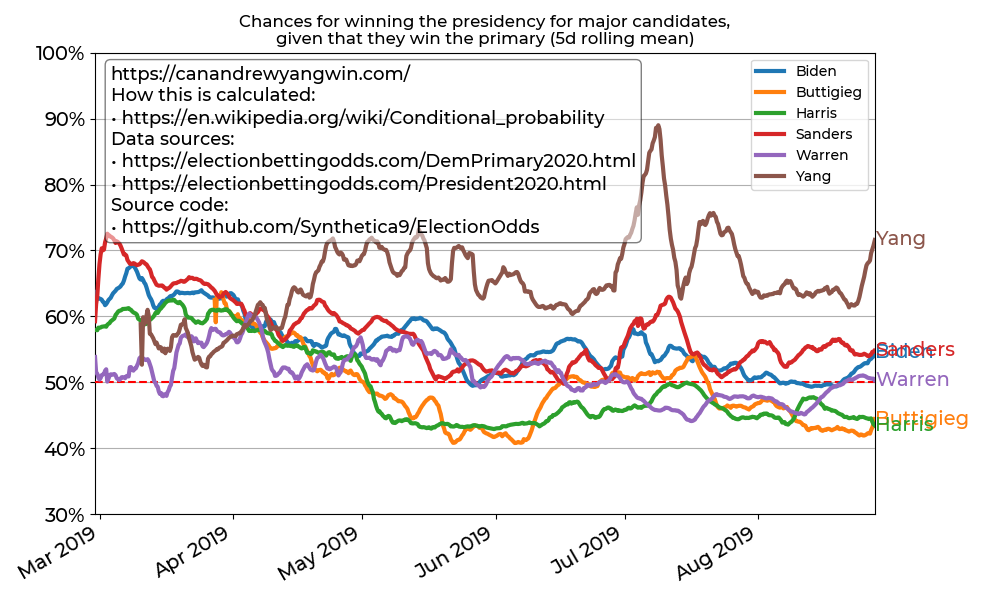 Chances for winning the presidency for major candidates,
given that they win the primary (5d rolling mean)
100%
90%
80%
70%
60%
50%
40%
30%
https://canandrewyangwin.com/
How this is calculated:
· https://en.wikipedia.org/wiki/Conditional_probability
Data sources:
· https://electionbettingodds.com/DemPrimary2020.html
· https://electionbettingodds.com/President2020.html
Source code:
· https://github.com/Synthetica9/ElectionOdds
Biden
Buttigieg
Harris
Sanders
Warren
Yang
Yang
Sanders
Biden
Warren
Buttigieg
Harris
Mar 2019
Apr 2019
May 2019
Jun 2019
Jul 2019
Aug 2019